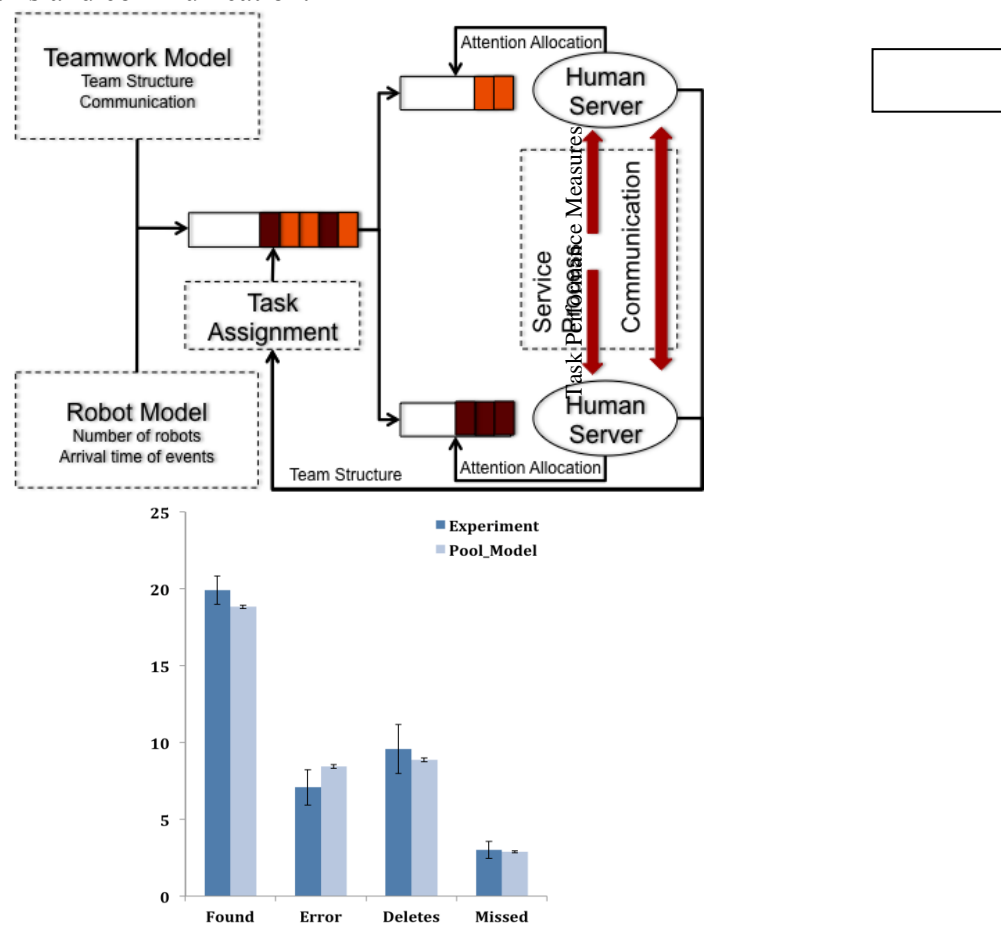 Teamwork Model
Team Structure
Communication
Attention Allocation
Human
Server
Task
Assignment
Service
Process
Communication
Task Performance Measures
Robot Model
Number of robots
Arrival time of events
Human
Server
Attention Allocation
Team Structure
25
20
15
10
5
0
Experiment
Pool_Model
Found Error Deletes Missed